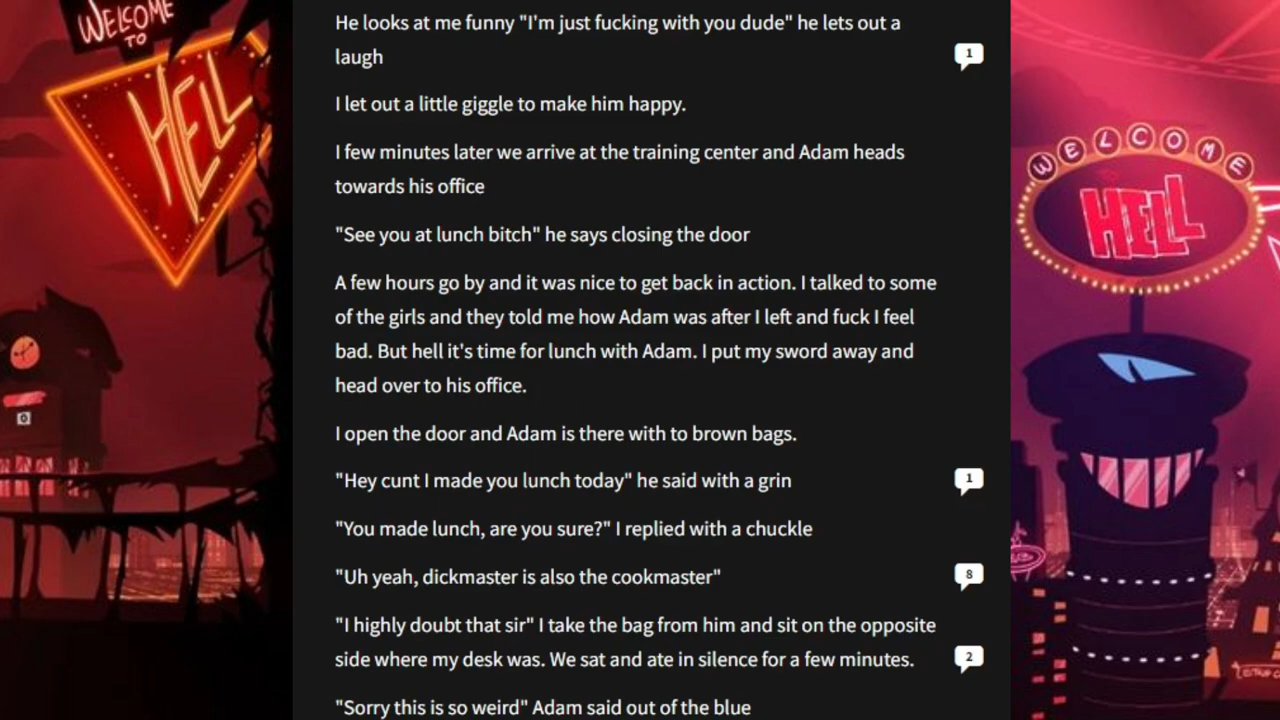 WELCOME
TO
HELL
He looks at me funny "I'm just fucking with you dude" he lets out a
laugh
1
I let out a little giggle to make him happy.
I few minutes later we arrive at the training center and Adam heads
towards his office
"See you at lunch bitch" he says closing the door
A few hours go by and it was nice to get back in action. I talked to some
of the girls and they told me how Adam was after I left and fuck I feel
bad. But hell it's time for lunch with Adam. I put my sword away and
head over to his office.
I open the door and Adam is there with to brown bags.
"Hey cunt I made you lunch today" he said with a grin
1
"You made lunch, are you sure?" I replied with a chuckle
"Uh yeah, dickmaster is also the cookmaster"
8
"I highly doubt that sir" I take the bag from him and sit on the opposite
side where my desk was. We sat and ate in silence for a few minutes.
2
"Sorry this is so weird" Adam said out of the blue
WELCOME
HELL